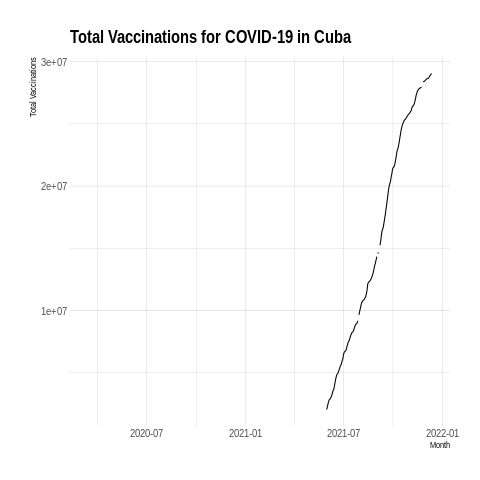 Total Vaccinations for COVID-19 in Cuba
Total Vaccinations
3e+07
2e+07
1e+07
2020-07 2021-01 2021-07 2022-01
Month